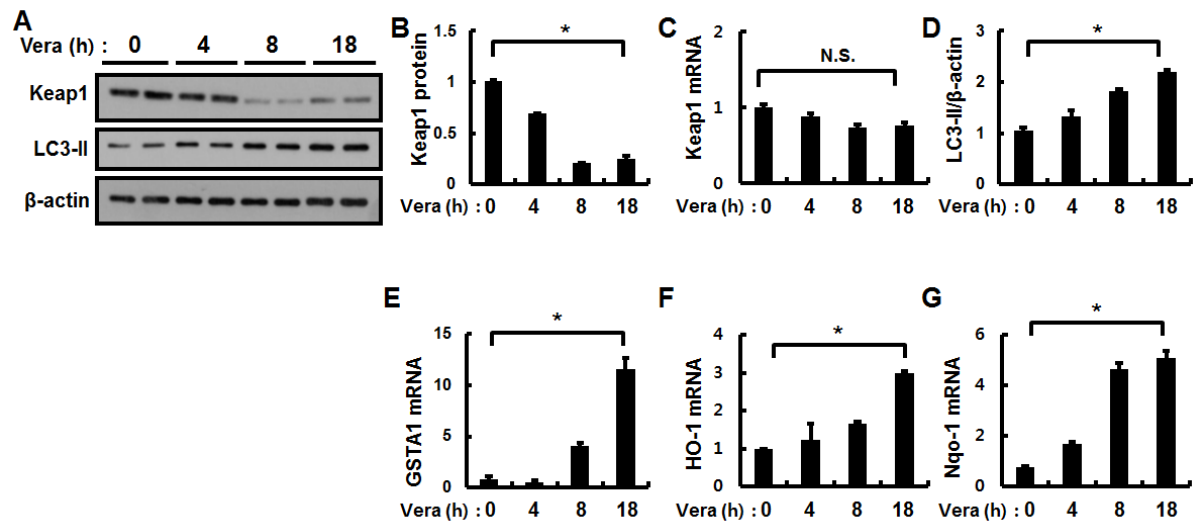 A
Vera (h) : 0 4 8 18
Keap1
LC3-II
β-actin
B
Keap1 protein
1.5
1
0.5
0
*
Vera (h) : 0 4 8 18
C
Keap1 mRNA
2
1
0
N.S.
Vera (h) : 0 4 8 18
D
LC3-II/β-actin
3
2
1
0
*
Vera (h) : 0 4 8 18
E
GSTA1 mRNA
15
10
5
0
*
Vera (h) : 0 4 8 18
F
HO-1 mRNA
4
3
2
1
0
*
Vera (h) : 0 4 8 18
G
Nqo-1 mRNA
6
4
2
0
*
Vera (h) : 0 4 8 18